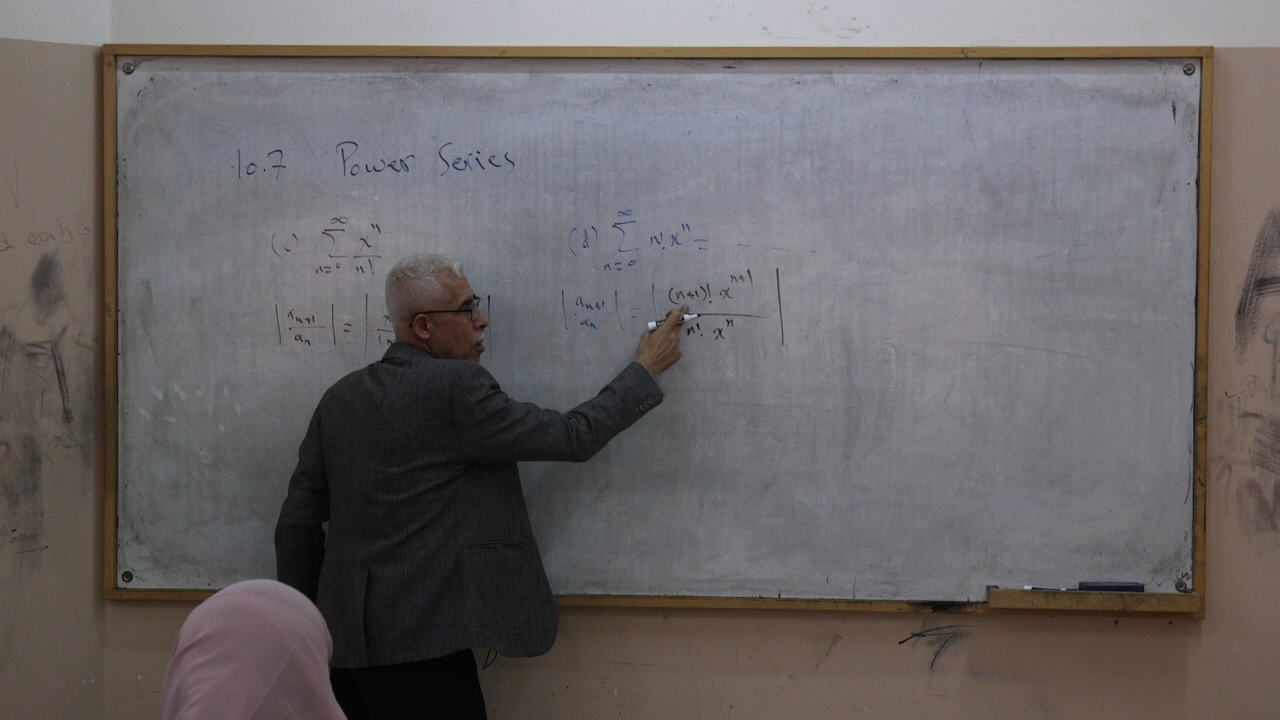 10.7 Power Series
(c) ∑_{n=0}^{∞} x^n / n!
|a_{n+1} / a_n| = |
(d) ∑_{n=0}^{∞} n! x^n = - - - -
|a_{n+1} / a_n| = | (n+1)! x^{n+1} / n! x^n |